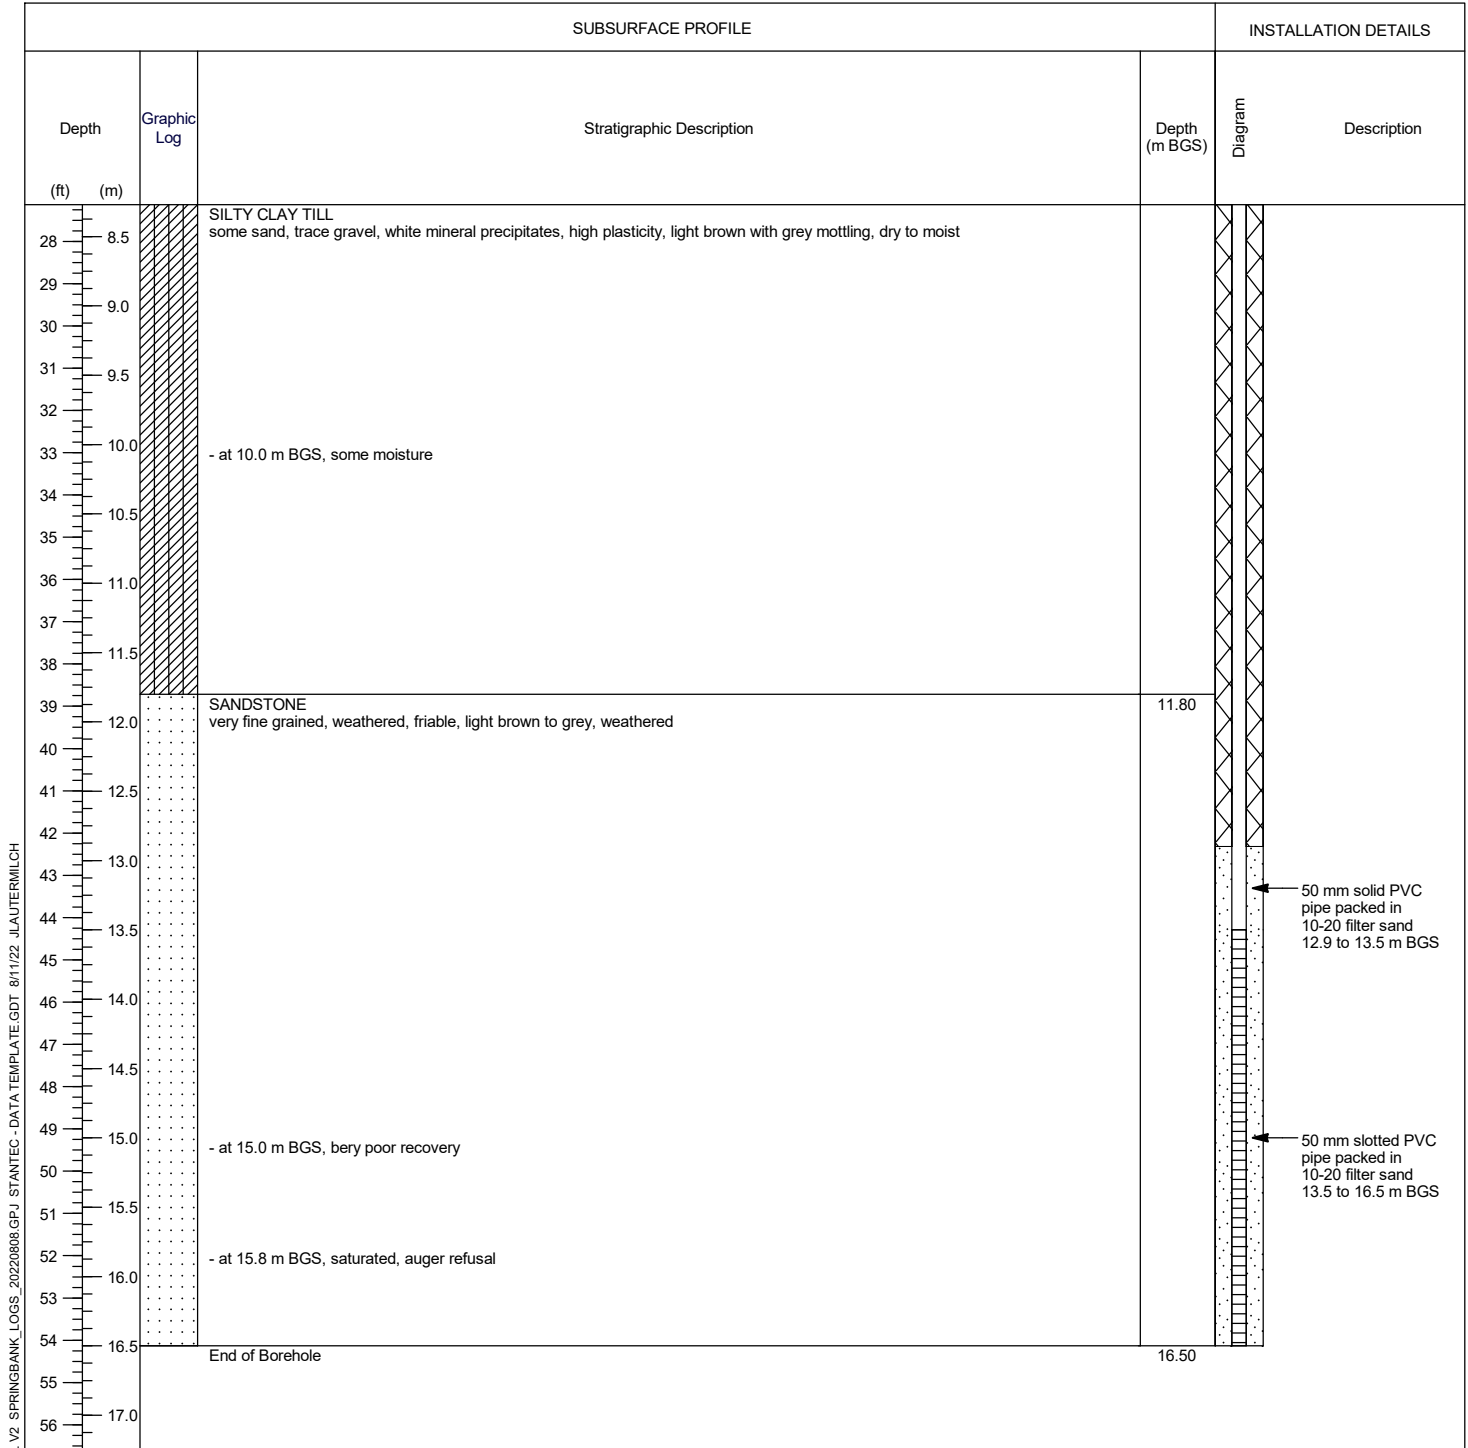 SUBSURFACE PROFILE
INSTALLATION DETAILS
Depth
Graphic
Log
Stratigraphic Description
Depth
(m BGS)
Diagram
Description
(ft) (m)
SILTY CLAY TILL
some sand, trace gravel, white mineral precipitates, high plasticity, light brown with grey mottling, dry to moist
28 8.5
29
9.0
30
31
9.5
32
10.0
33
- at 10.0 m BGS, some moisture
34
10.5
35
36 11.0
37
11.5
38
39
SANDSTONE
11.80
very fine grained, weathered, friable, light brown to grey, weathered
12.0
40
41 12.5
42
13.0
43
50 mm solid PVC
pipe packed in
10-20 filter sand
12.9 to 13.5 m BGS
44
13.5
45
46 14.0
47
14.5
48
49
15.0
- at 15.0 m BGS, bery poor recovery
50 mm slotted PVC
pipe packed in
10-20 filter sand
13.5 to 16.5 m BGS
50
15.5
51
52
- at 15.8 m BGS, saturated, auger refusal
16.0
53
54
16.5
End of Borehole
16.50
55
17.0
56
V2 SPRINGBANK_LOGS_20220808.GPJ STANTEC - DATA TEMPLATE.GDT 8/11/22 JLAUTERMILCH